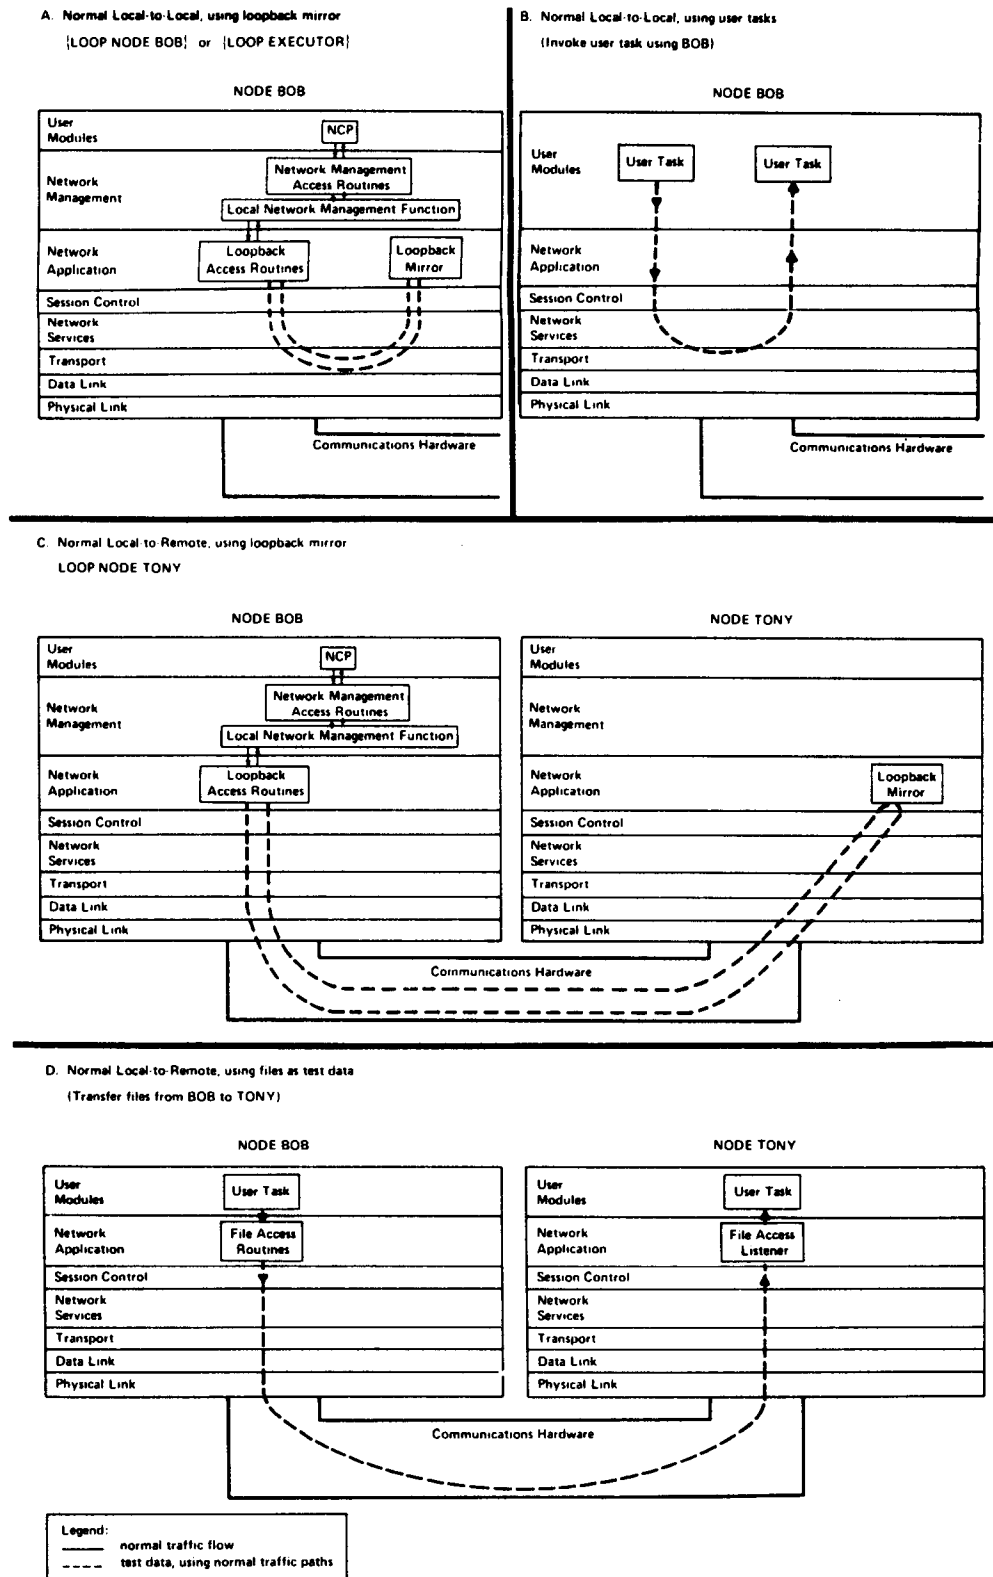 A. Normal Local-to-Local, using loopback mirror
{LOOP NODE BOB} or {LOOP EXECUTOR}
NODE BOB
User
Modules
NCP
Network
Management
Network Management
Access Routines
Local Network Management Function
Network
Application
Loopback
Access Routines
Loopback
Mirror
Session Control
Network
Services
Transport
Data Link
Physical Link
Communications Hardware
B. Normal Local-to-Local, using user tasks
(Invoke user task using BOB)
NODE BOB
User
Modules
User Task
User Task
Network
Application
Session Control
Network
Services
Transport
Data Link
Physical Link
Communications Hardware
C. Normal Local-to-Remote, using loopback mirror
LOOP NODE TONY
NODE BOB
User
Modules
NCP
Network
Management
Network Management
Access Routines
Local Network Management Function
Network
Application
Loopback
Access Routines
Session Control
Network
Services
Transport
Data Link
Physical Link
NODE TONY
User
Modules
Network
Management
Network
Application
Loopback
Mirror
Session Control
Network
Services
Transport
Data Link
Physical Link
Communications Hardware
D. Normal Local-to-Remote, using files as test data
(Transfer files from BOB to TONY)
NODE BOB
User
Modules
User Task
Network
Application
File Access
Routines
Session Control
Network
Services
Transport
Data Link
Physical Link
NODE TONY
User
Modules
User Task
Network
Application
File Access
Listener
Session Control
Network
Services
Transport
Data Link
Physical Link
Communications Hardware
Legend:
normal traffic flow
test data, using normal traffic paths